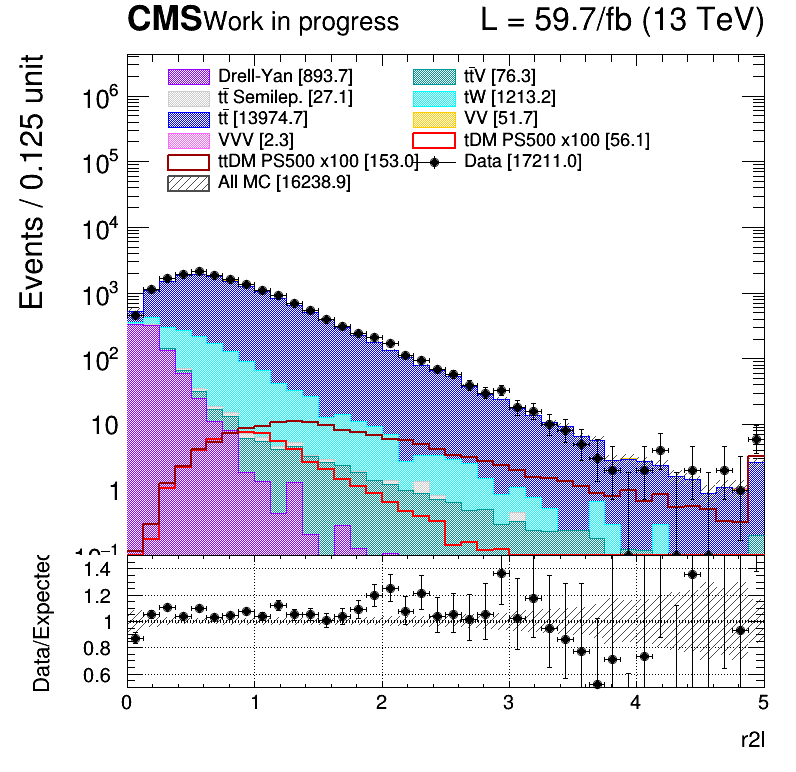 CMS Work in progress L = 59.7/fb (13 TeV)
Events / 0.125 unit
10⁶
10⁵
10⁴
10³
10²
10
1
10⁻¹
Drell-Yan [893.7] tt̄V [76.3]
tt̄ Semilep. [27.1] tW [1213.2]
tt̄ [13974.7] VV [51.7]
VVV [2.3] tDM PS500 x100 [56.1]
ttDM PS500 x100 [153.0] Data [17211.0]
All MC [16238.9]
Data/Expected
1.4
1.2
1
0.8
0.6
0 1 2 3 4 5
r2l